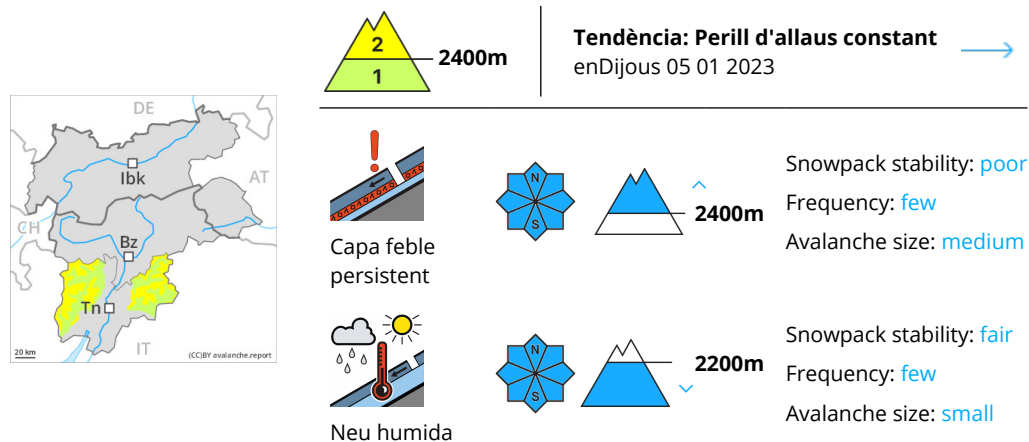 2
1
2400m
Tendència: Perill d'allaus constant
enDijous 05 01 2023
DE
AT
Ibk
CH
Bz
Tn
IT
20 km
(CC)BY avalanche.report
Capa feble
persistent
N
S
2400m
Snowpack stability: poor
Frequency: few
Avalanche size: medium
Neu humida
N
S
2200m
Snowpack stability: fair
Frequency: few
Avalanche size: small